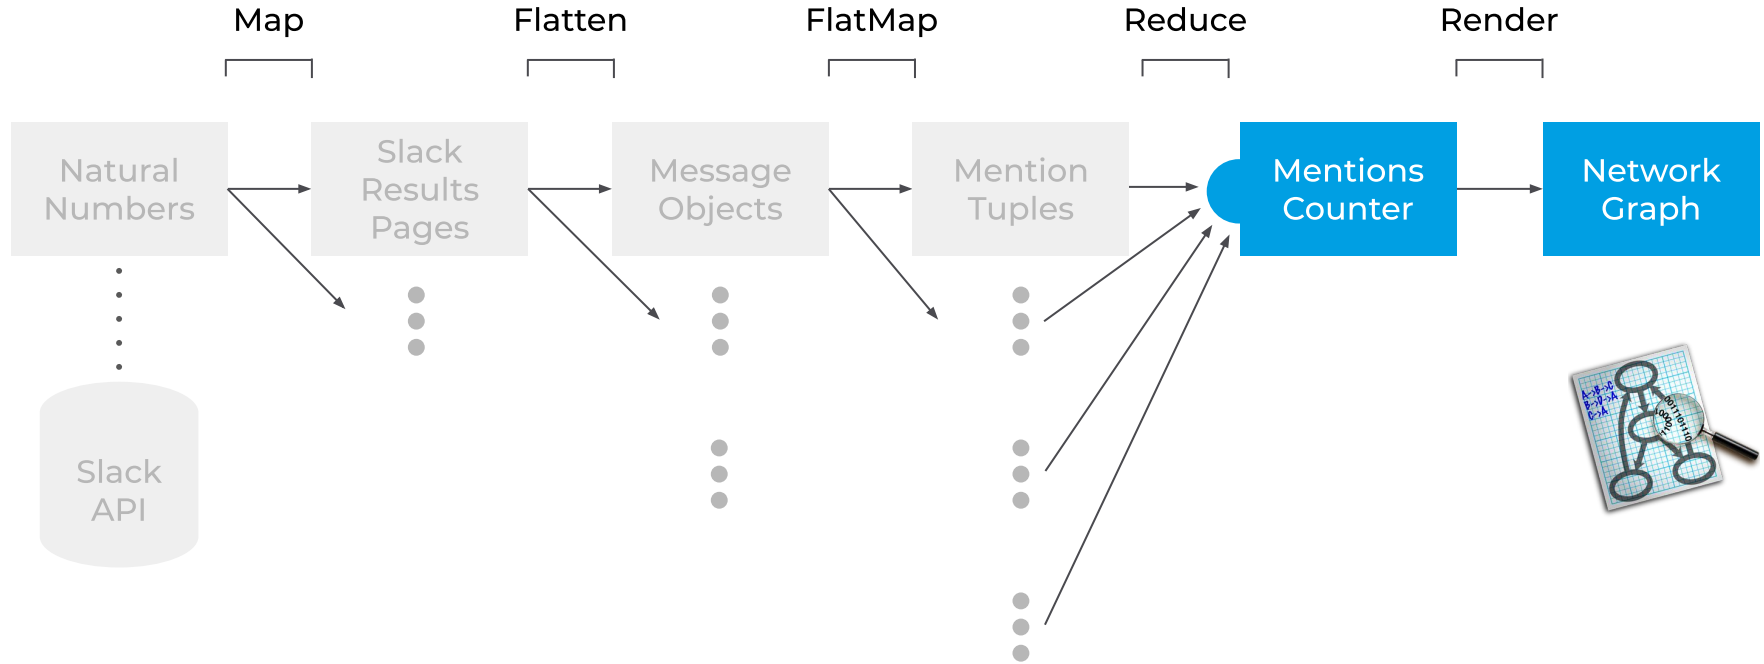 Map
Flatten
FlatMap
Reduce
Render
Natural
Numbers
Slack
Results
Pages
Message
Objects
Mention
Tuples
Mentions
Counter
Network
Graph
Slack
API
A->B->C
B->D->A
C->A
0011101110